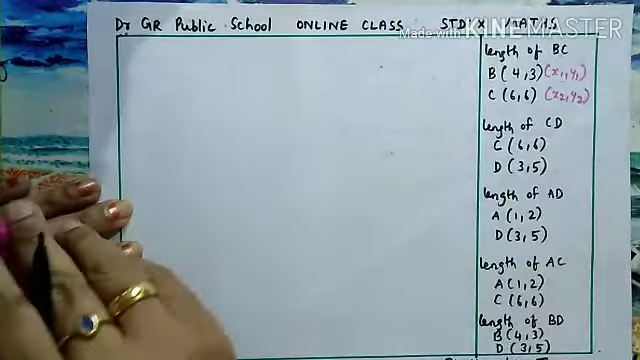 Dr GR Public School ONLINE CLASS STD X MATHS
Made with KINEMASTER
length of BC
B(4,3)(x₁,y₁)
C(6,6)(x₂,y₂)
length of CD
C(6,6)
D(3,5)
length of AD
A(1,2)
D(3,5)
length of AC
A(1,2)
C(6,6)
length of BD
B(4,3)
D(3,5)